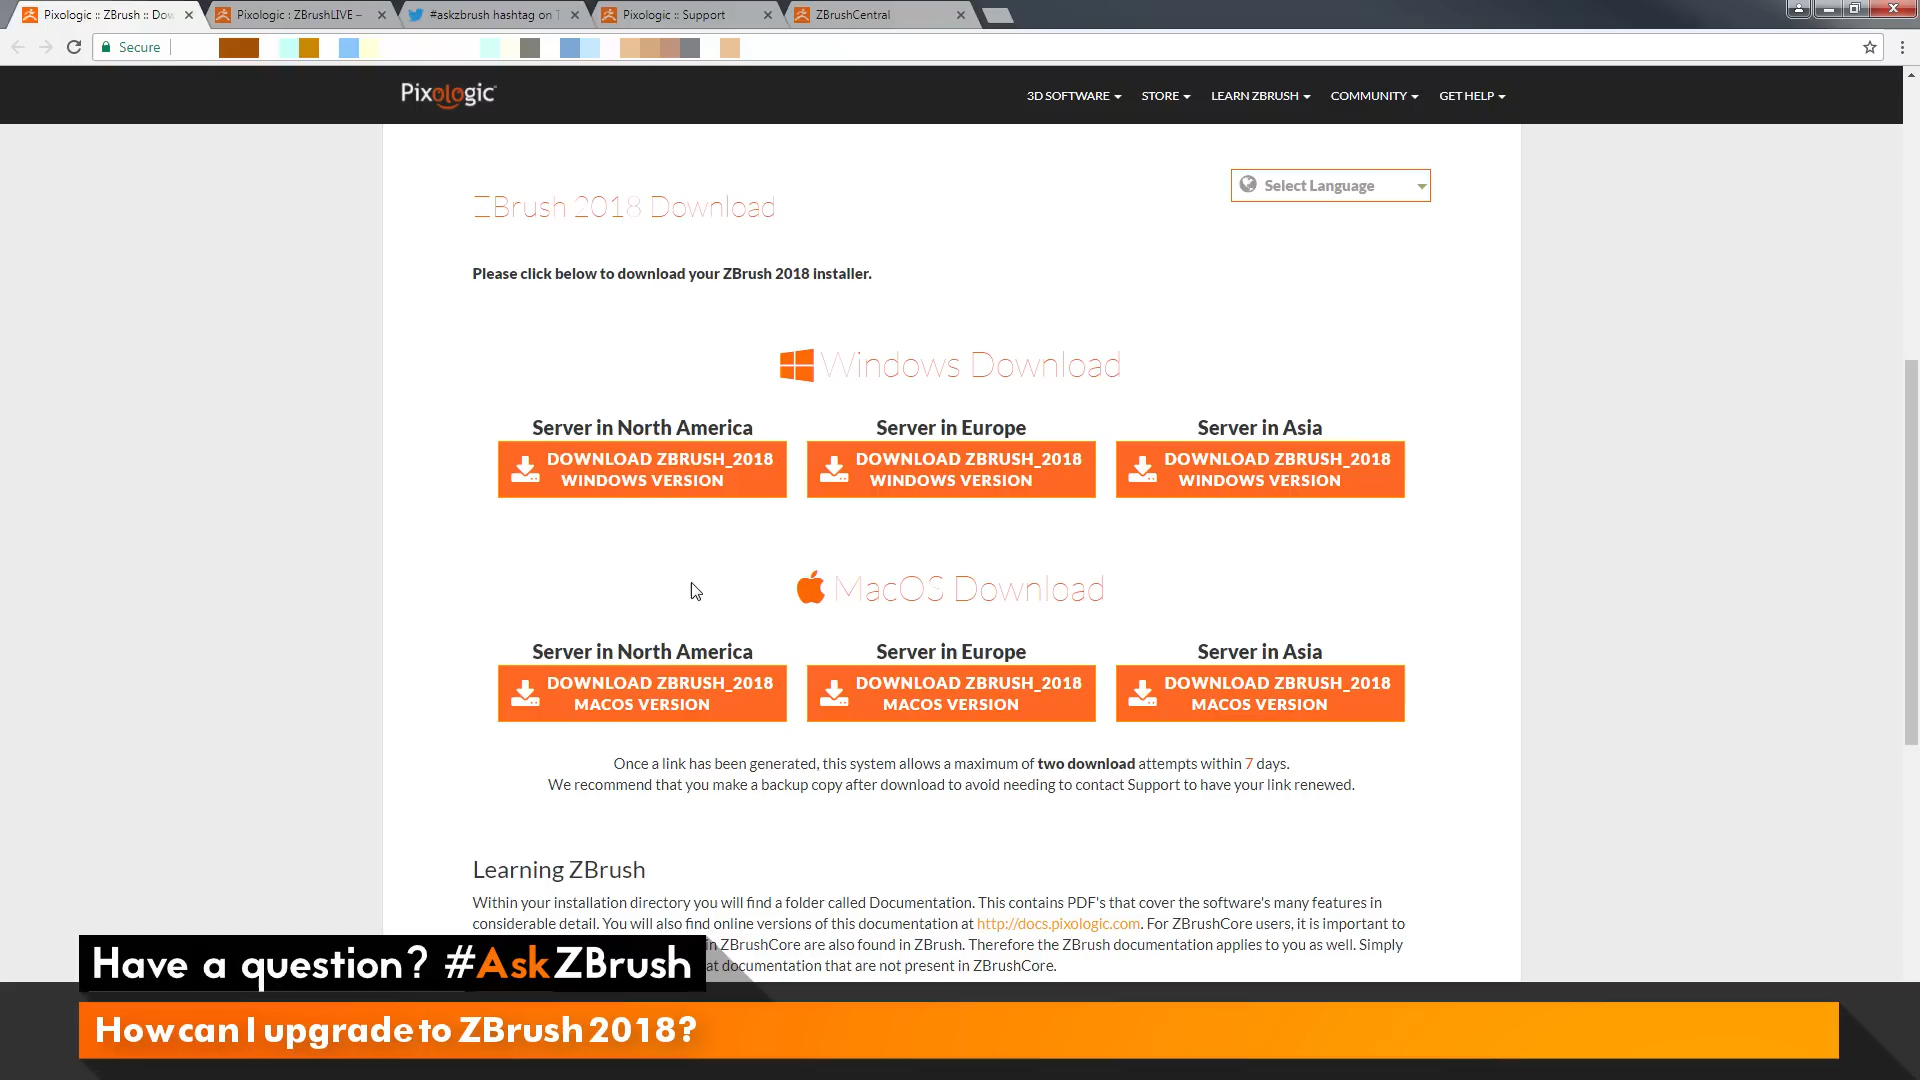 Pixologic :: ZBrush :: Dow
Pixologic : ZBrushLIVE –
#askzbrush hashtag on T
Pixologic :: Support
ZBrushCentral
Secure
Pixologic
3D SOFTWARE
STORE
LEARN ZBRUSH
COMMUNITY
GET HELP
Select Language
ZBrush 2018 Download
Please click below to download your ZBrush 2018 installer.
Windows Download
Server in North America
Server in Europe
Server in Asia
DOWNLOAD ZBRUSH_2018
WINDOWS VERSION
DOWNLOAD ZBRUSH_2018
WINDOWS VERSION
DOWNLOAD ZBRUSH_2018
WINDOWS VERSION
MacOS Download
Server in North America
Server in Europe
Server in Asia
DOWNLOAD ZBRUSH_2018
MACOS VERSION
DOWNLOAD ZBRUSH_2018
MACOS VERSION
DOWNLOAD ZBRUSH_2018
MACOS VERSION
Once a link has been generated, this system allows a maximum of two download attempts within 7 days.
We recommend that you make a backup copy after download to avoid needing to contact Support to have your link renewed.
Learning ZBrush
Within your installation directory you will find a folder called Documentation. This contains PDF's that cover the software's many features in
considerable detail. You will also find online versions of this documentation at http://docs.pixologic.com. For ZBrushCore users, it is important to
in ZBrushCore are also found in ZBrush. Therefore the ZBrush documentation applies to you as well. Simply
at documentation that are not present in ZBrushCore.
Have a question? #AskZBrush
How can I upgrade to ZBrush 2018?